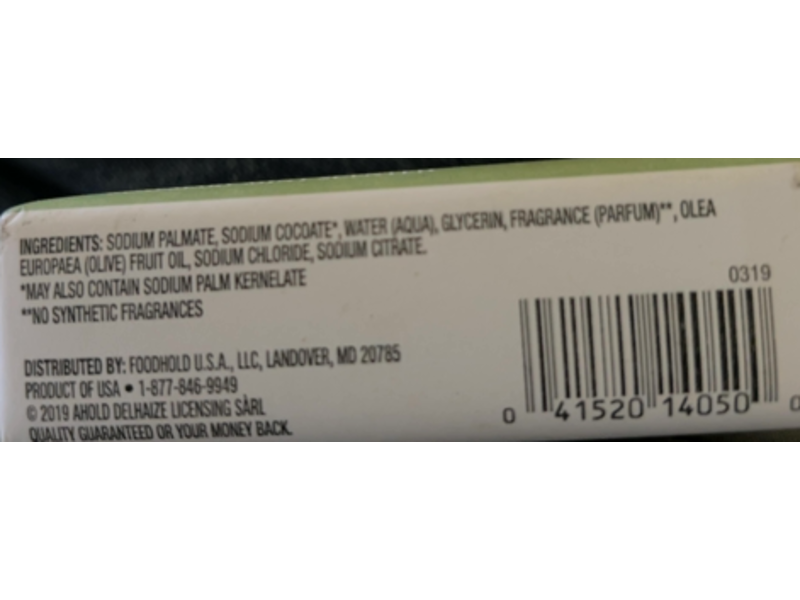 INGREDIENTS: SODIUM PALMATE, SODIUM COCOATE*, WATER (AQUA), GLYCERIN, FRAGRANCE (PARFUM)**, OLEA
EUROPAEA (OLIVE) FRUIT OIL, SODIUM CHLORIDE, SODIUM CITRATE.
*MAY ALSO CONTAIN SODIUM PALM KERNELATE
**NO SYNTHETIC FRAGRANCES
0319
DISTRIBUTED BY: FOODHOLD U.S.A., LLC, LANDOVER, MD 20785
PRODUCT OF USA • 1-877-846-9949
© 2019 AHOLD DELHAIZE LICENSING SÀRL
QUALITY GUARANTEED OR YOUR MONEY BACK.
0 41520 14050 0